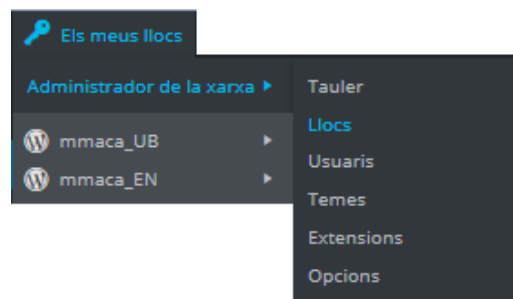 Els meus llocs
Administrador de la xarxa
mmaca_UB
mmaca_EN
Tauler
Llocs
Usuaris
Temes
Extensions
Opcions